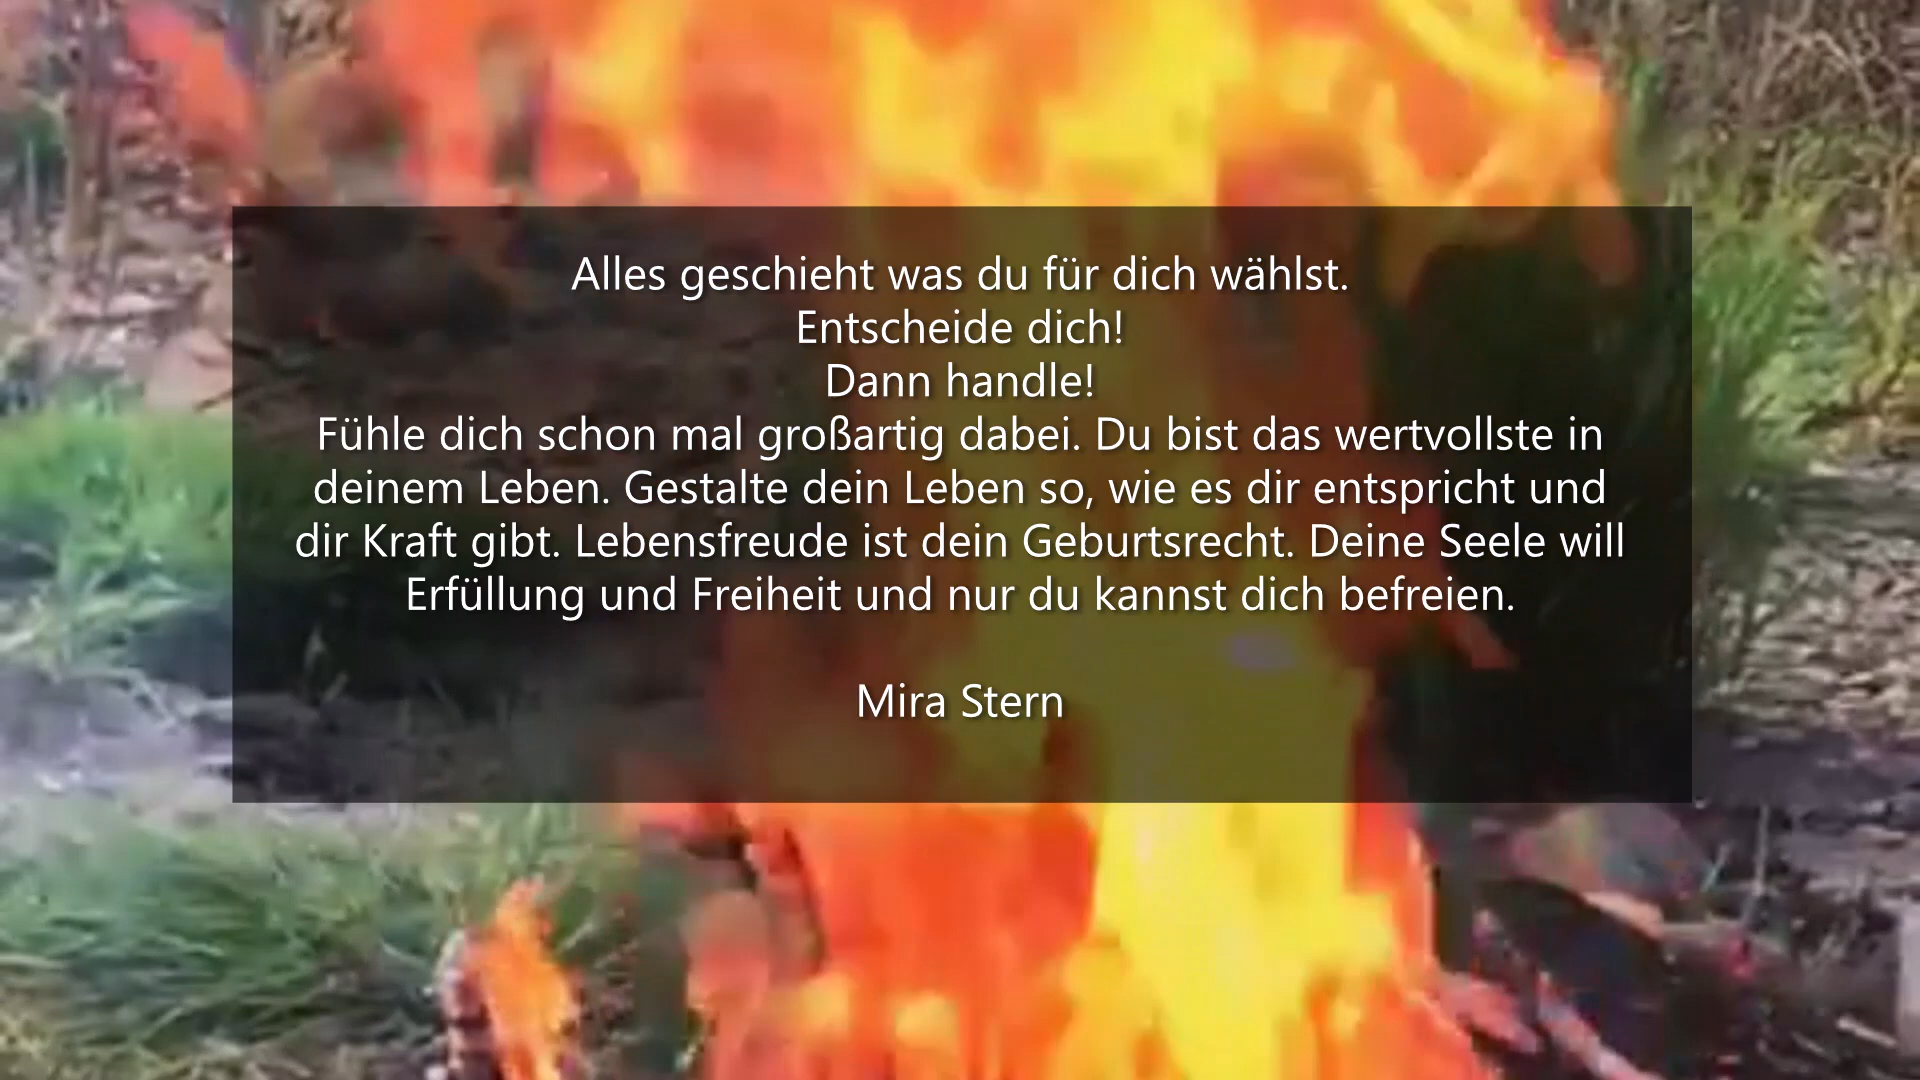 Alles geschieht was du für dich wählst.
Entscheide dich!
Dann handle!
Fühle dich schon mal großartig dabei. Du bist das wertvollste in
deinem Leben. Gestalte dein Leben so, wie es dir entspricht und
dir Kraft gibt. Lebensfreude ist dein Geburtsrecht. Deine Seele will
Erfüllung und Freiheit und nur du kannst dich befreien.
Mira Stern